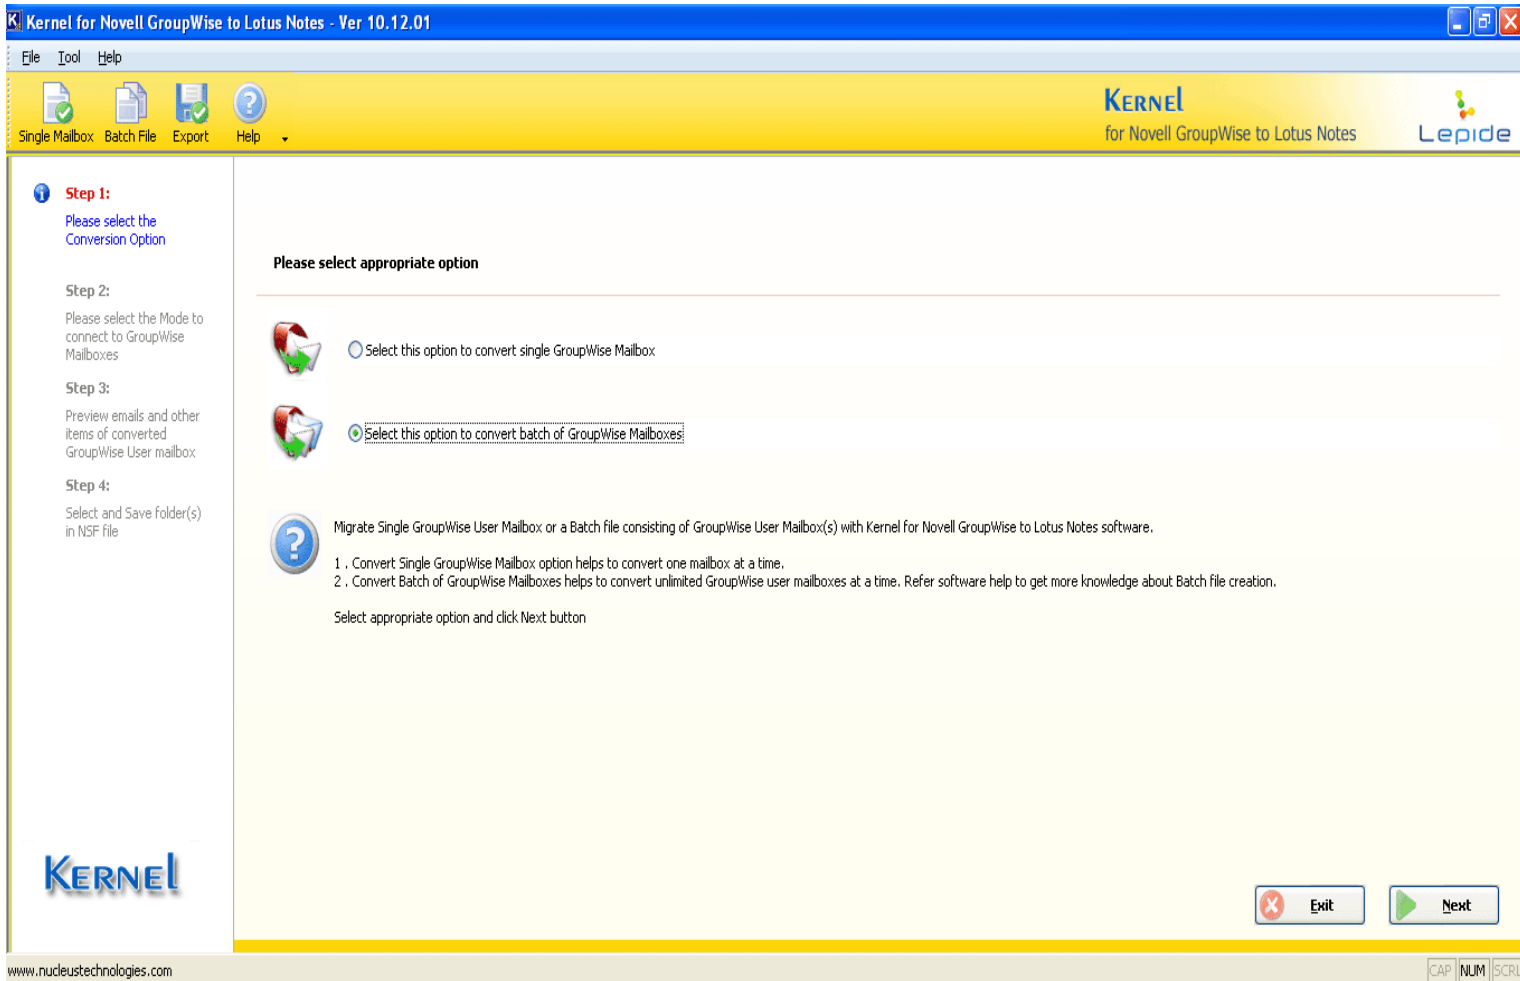 Kernel for Novell GroupWise to Lotus Notes - Ver 10.12.01
File Tool Help
Single Mailbox Batch File Export Help
KERNEL
for Novell GroupWise to Lotus Notes
Lepide
Step 1:
Please select the
Conversion Option
Step 2:
Please select the Mode to
connect to GroupWise
Mailboxes
Step 3:
Preview emails and other
items of converted
GroupWise User mailbox
Step 4:
Select and Save folder(s)
in NSF file
KERNEL
Please select appropriate option
Select this option to convert single GroupWise Mailbox
Select this option to convert batch of GroupWise Mailboxes
Migrate Single GroupWise User Mailbox or a Batch file consisting of GroupWise User Mailbox(s) with Kernel for Novell GroupWise to Lotus Notes software.
1 . Convert Single GroupWise Mailbox option helps to convert one mailbox at a time.
2 . Convert Batch of GroupWise Mailboxes helps to convert unlimited GroupWise user mailboxes at a time. Refer software help to get more knowledge about Batch file creation.
Select appropriate option and click Next button
Exit Next
www.nucleustechnologies.com
CAP NUM SCRL